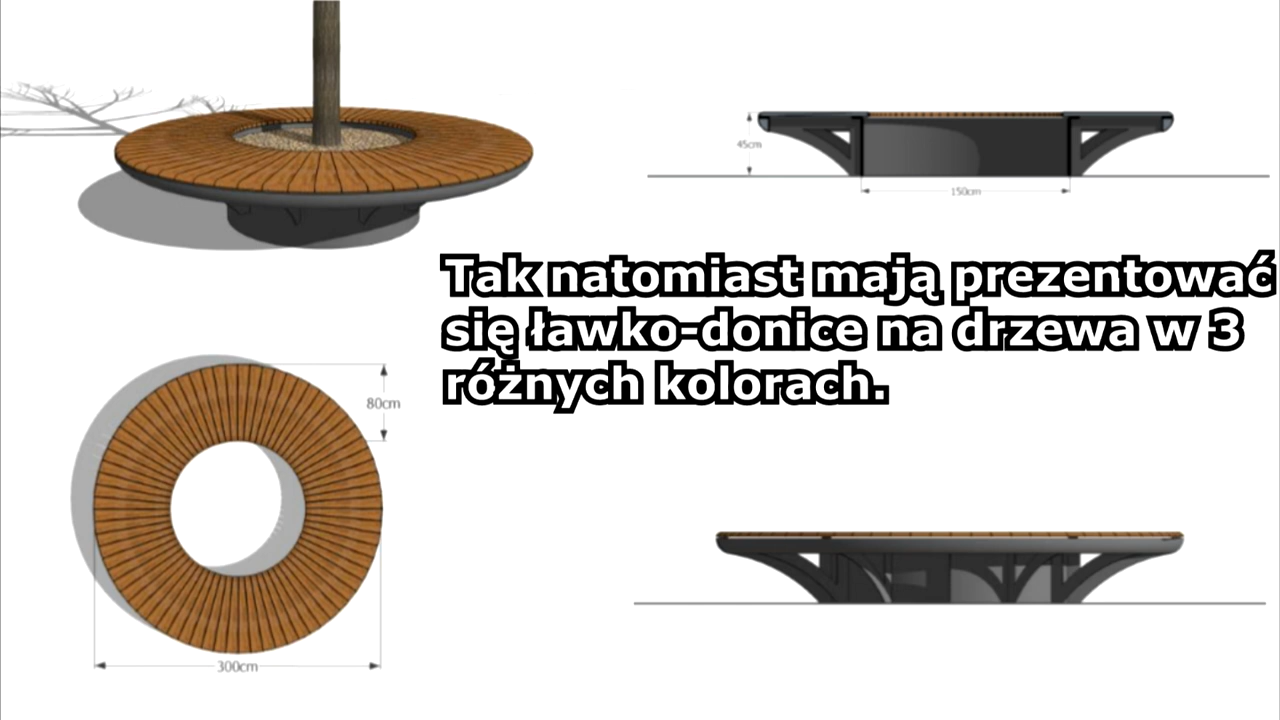 45cm
150cm
Tak natomiast mają prezentować
się ławko-donice na drzewa w 3
różnych kolorach.
80cm
300cm